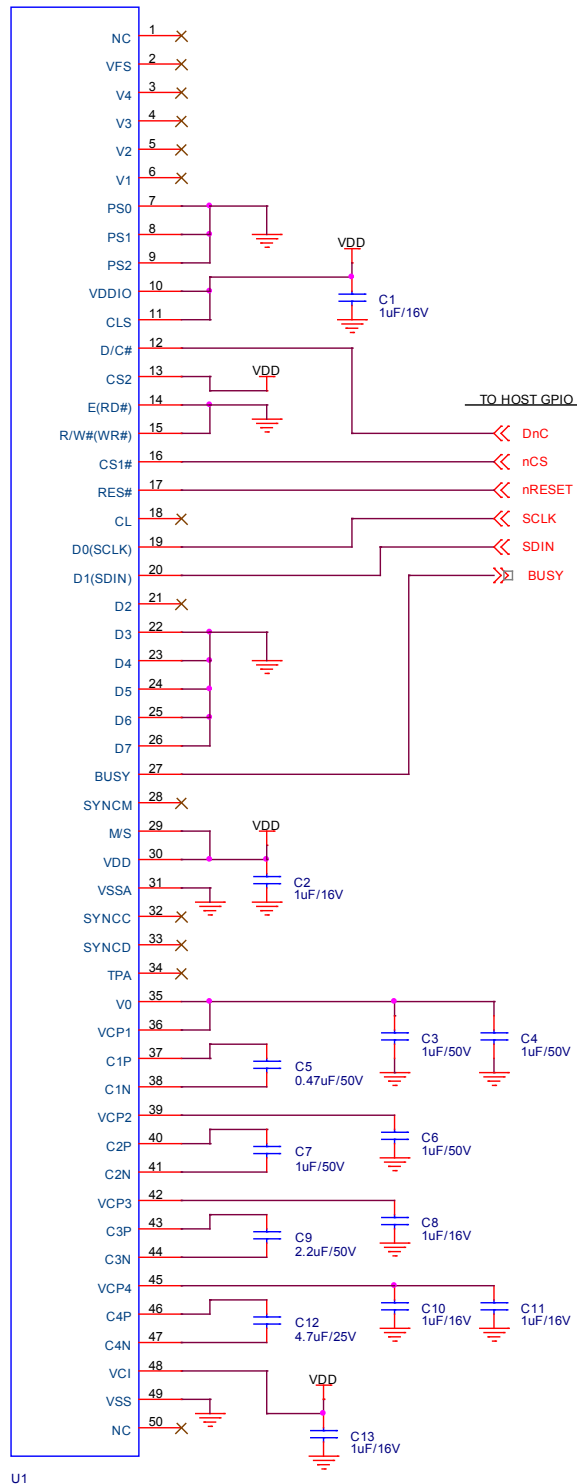 NC 1
VFS 2
V4 3
V3 4
V2 5
V1 6
PS0 7
PS1 8
PS2 9
VDD
VDDIO 10
C1
1uF/16V
CLS 11
D/C# 12
CS2 13
VDD
E(RD#) 14
TO HOST GPIO
R/W#(WR#) 15
DnC
CS1# 16
nCS
RES# 17
nRESET
CL 18
SCLK
D0(SCLK) 19
SDIN
D1(SDIN) 20
BUSY
D2 21
D3 22
D4 23
D5 24
D6 25
D7 26
BUSY 27
SYNCM 28
M/S 29
VDD
VDD 30
C2
1uF/16V
VSSA 31
SYNCC 32
SYNCD 33
TPA 34
V0 35
VCP1 36
C3
1uF/50V
C4
1uF/50V
C1P 37
C5
0.47uF/50V
C1N 38
VCP2 39
C6
1uF/50V
C2P 40
C7
1uF/50V
C2N 41
VCP3 42
C8
1uF/16V
C3P 43
C9
2.2uF/50V
C3N 44
VCP4 45
C10
1uF/16V
C11
1uF/16V
C4P 46
C12
4.7uF/25V
C4N 47
VCI 48
VDD
VSS 49
NC 50
C13
1uF/16V
U1